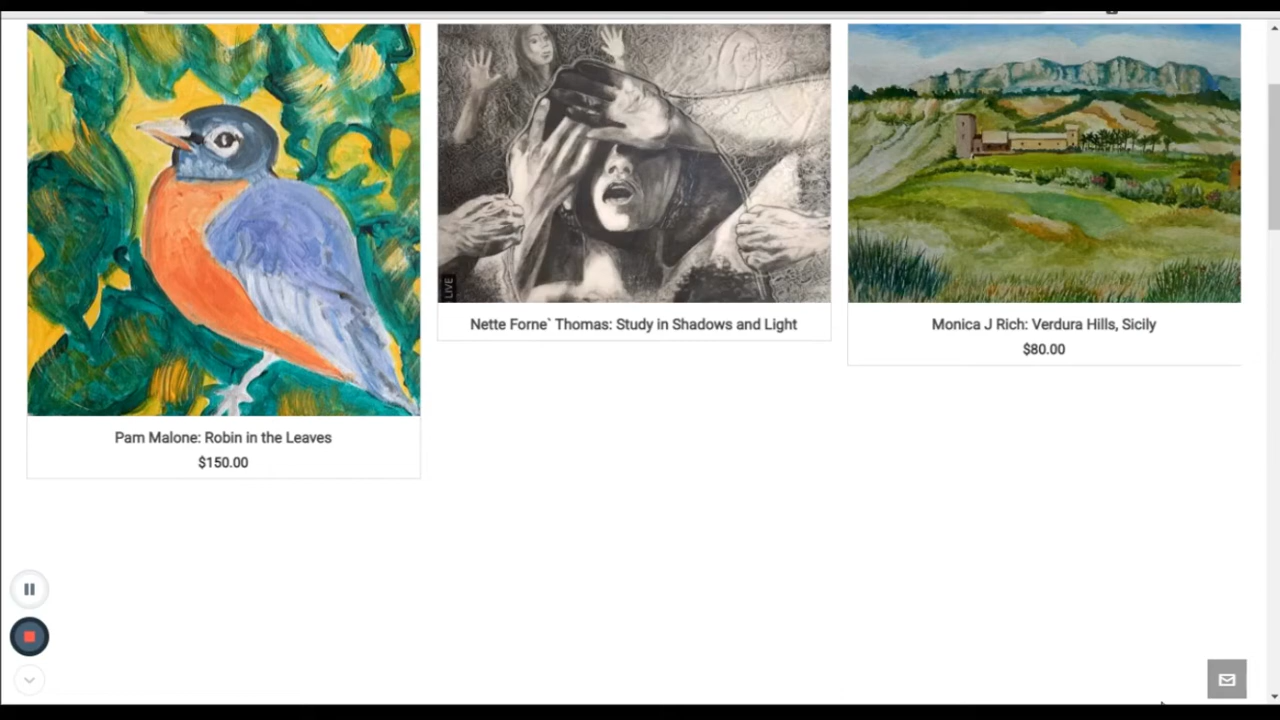 LIVE
Pam Malone: Robin in the Leaves
$150.00
Nette Forne` Thomas: Study in Shadows and Light
Monica J Rich: Verdura Hills, Sicily
$80.00